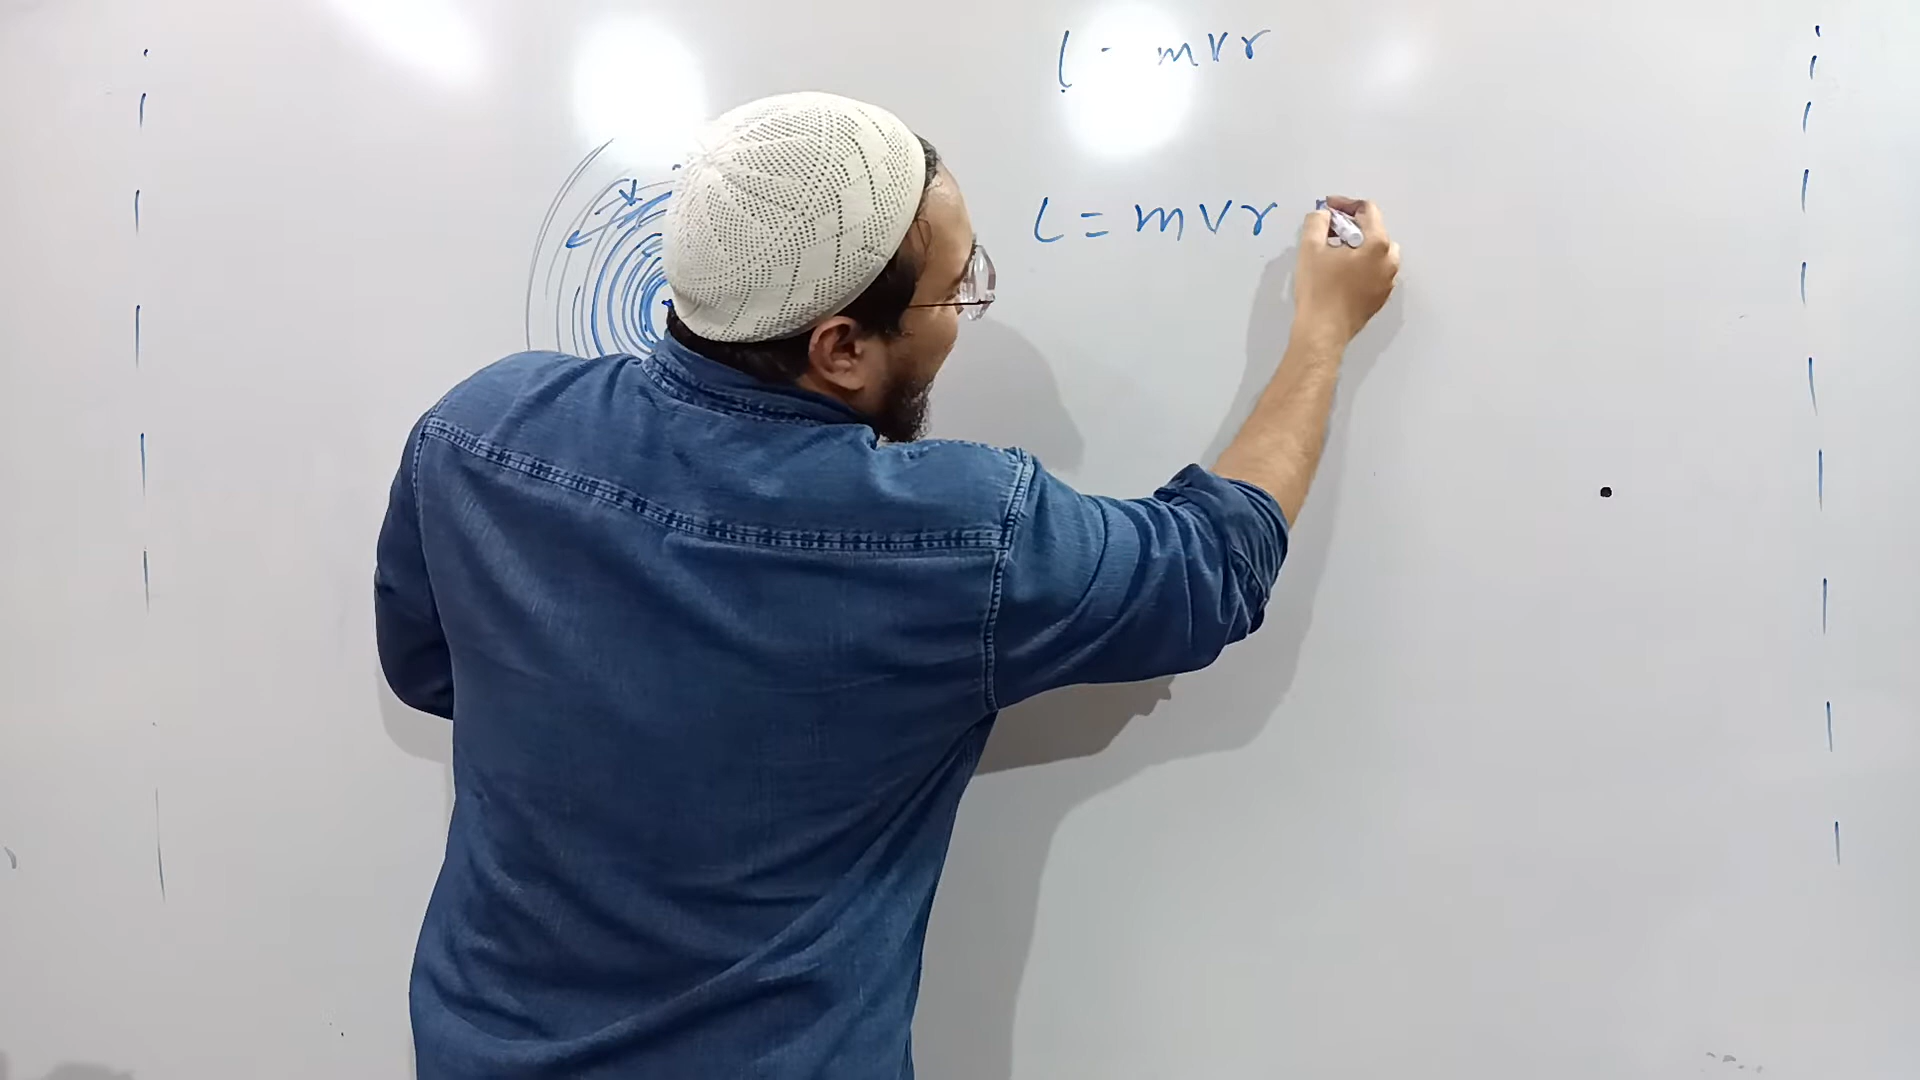 l = mvr
L = mvr